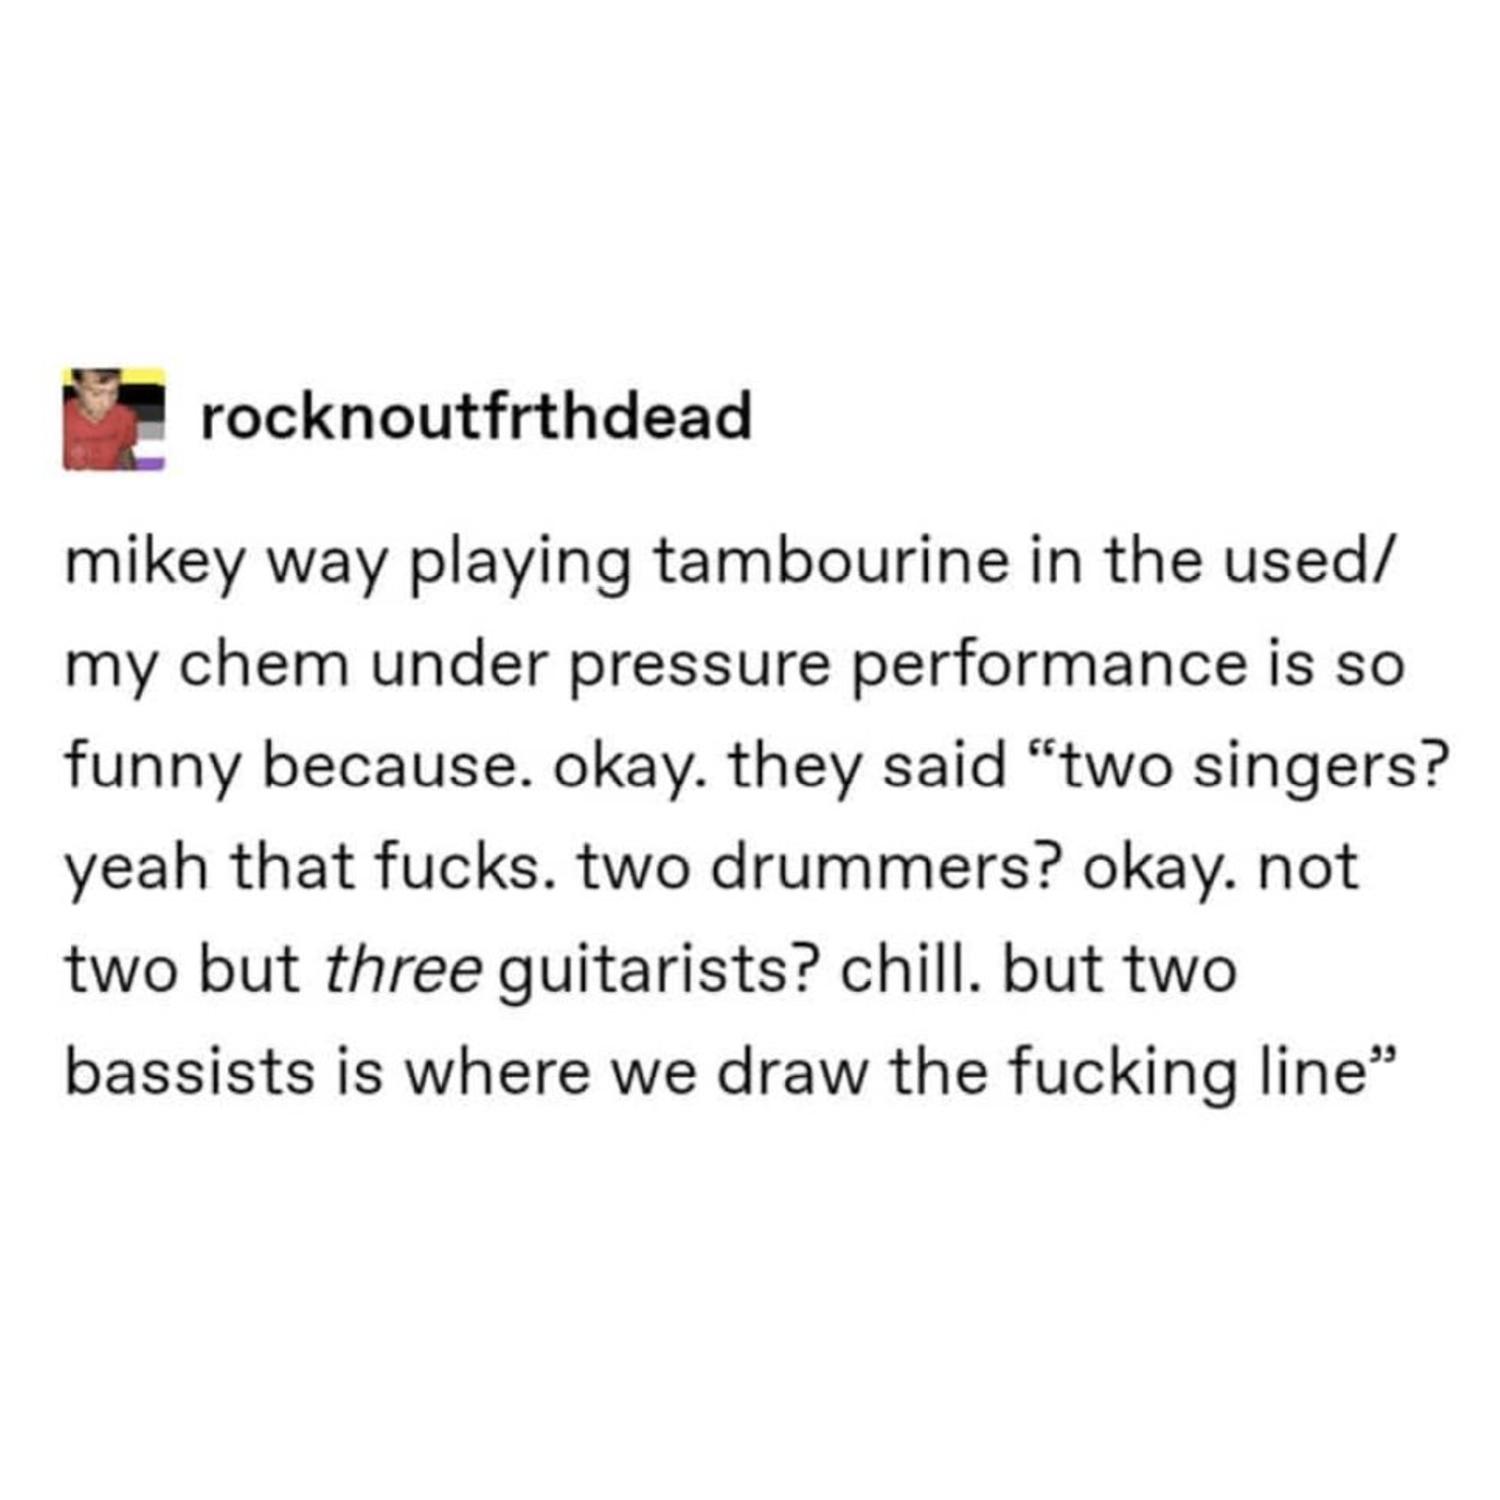 rocknoutfrthdead
mikey way playing tambourine in the used/
my chem under pressure performance is so
funny because. okay. they said “two singers?
yeah that fucks. two drummers? okay. not
two but three guitarists? chill. but two
bassists is where we draw the fucking line”